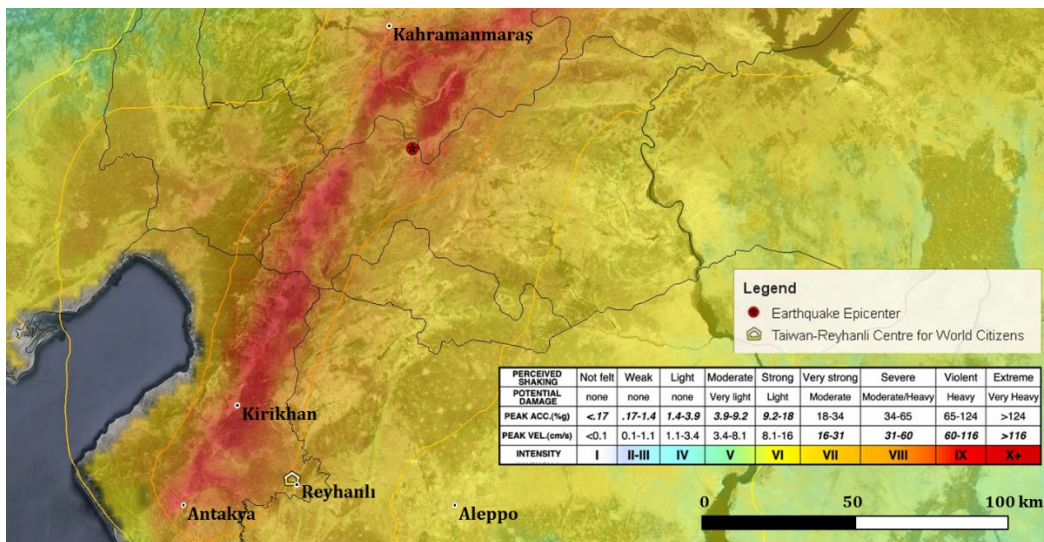 Kahramanmaraş
Legend
Earthquake Epicenter
Taiwan-Reyhanli Centre for World Citizens
PERCEIVED SHAKING Not felt Weak Light Moderate Strong Very strong Severe Violent Extreme
POTENTIAL DAMAGE none none none Very light Light Moderate Moderate/Heavy Heavy Very Heavy
PEAK ACC.(%g) <.17 .17-1.4 1.4-3.9 3.9-9.2 9.2-18 18-34 34-65 65-124 >124
PEAK VEL.(cm/s) <0.1 0.1-1.1 1.1-3.4 3.4-8.1 8.1-16 16-31 31-60 60-116 >116
INTENSITY I II-III IV V VI VII VIII IX X+
Kirikhan
Reyhanlı
Antakya
Aleppo
0 50 100 km